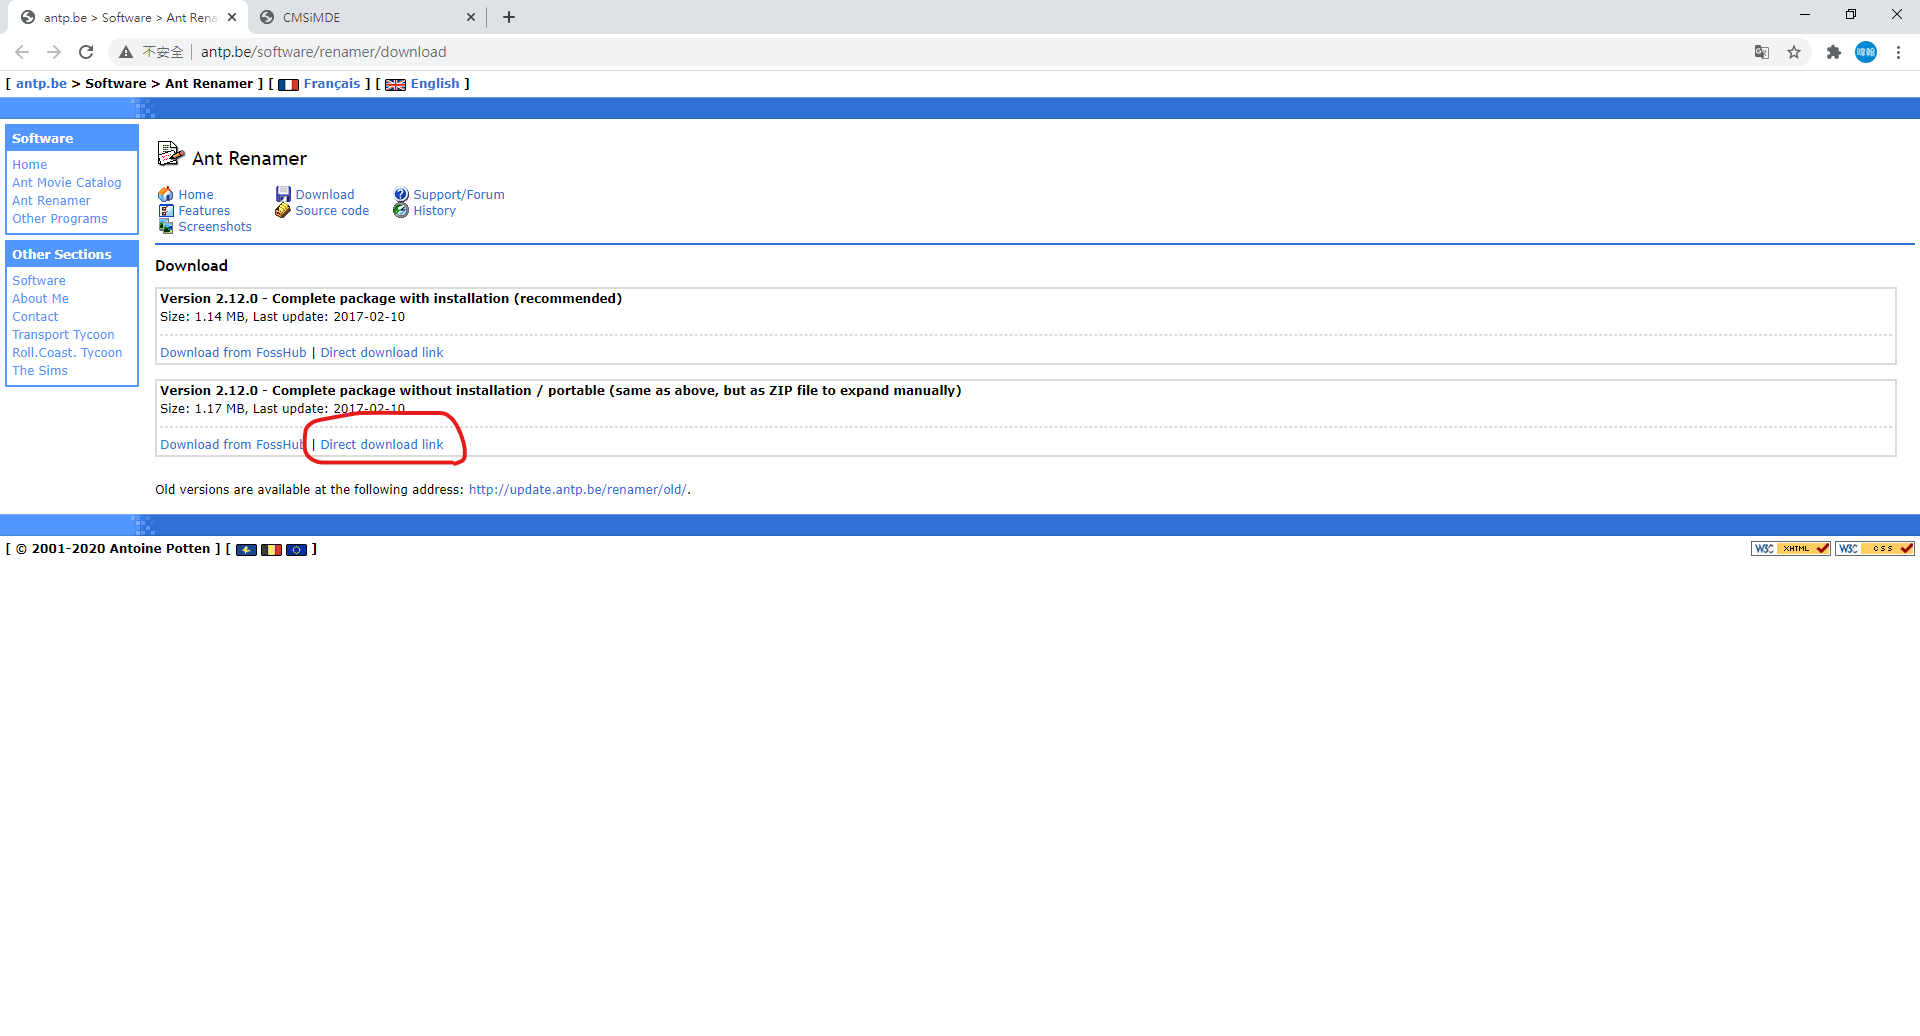 antp.be > Software > Ant Rena
CMSiMDE
不安全
antp.be/software/renamer/download
[ antp.be > Software > Ant Renamer ] [ Français ] [ English ]
Software
Home
Ant Movie Catalog
Ant Renamer
Other Programs
Other Sections
Software
About Me
Contact
Transport Tycoon
Roll.Coast. Tycoon
The Sims
Ant Renamer
Home Download Support/Forum
Features Source code History
Screenshots
Download
Version 2.12.0 - Complete package with installation (recommended)
Size: 1.14 MB, Last update: 2017-02-10
Download from FossHub | Direct download link
Version 2.12.0 - Complete package without installation / portable (same as above, but as ZIP file to expand manually)
Size: 1.17 MB, Last update: 2017-02-10
Download from FossHub | Direct download link
Old versions are available at the following address: http://update.antp.be/renamer/old/.
[ © 2001-2020 Antoine Potten ] [ ]
W3C XHTML W3C CSS